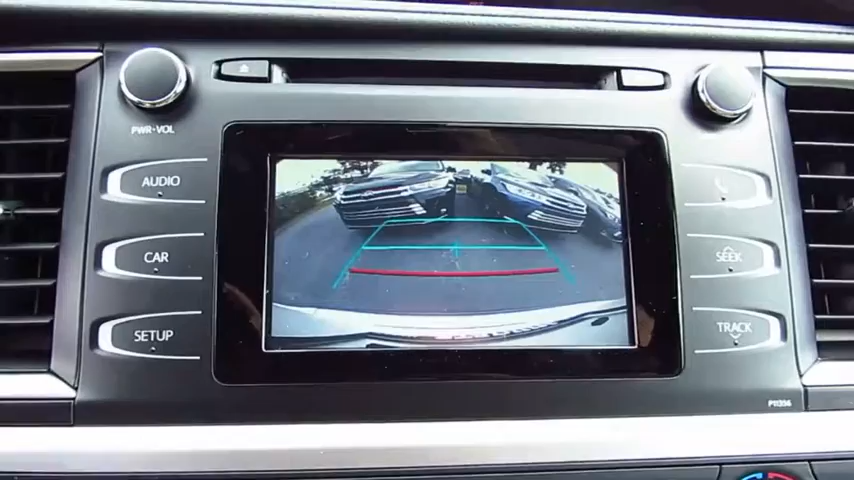 PWR•VOL
AUDIO
CAR
SETUP
SEEK
TRACK
P11356